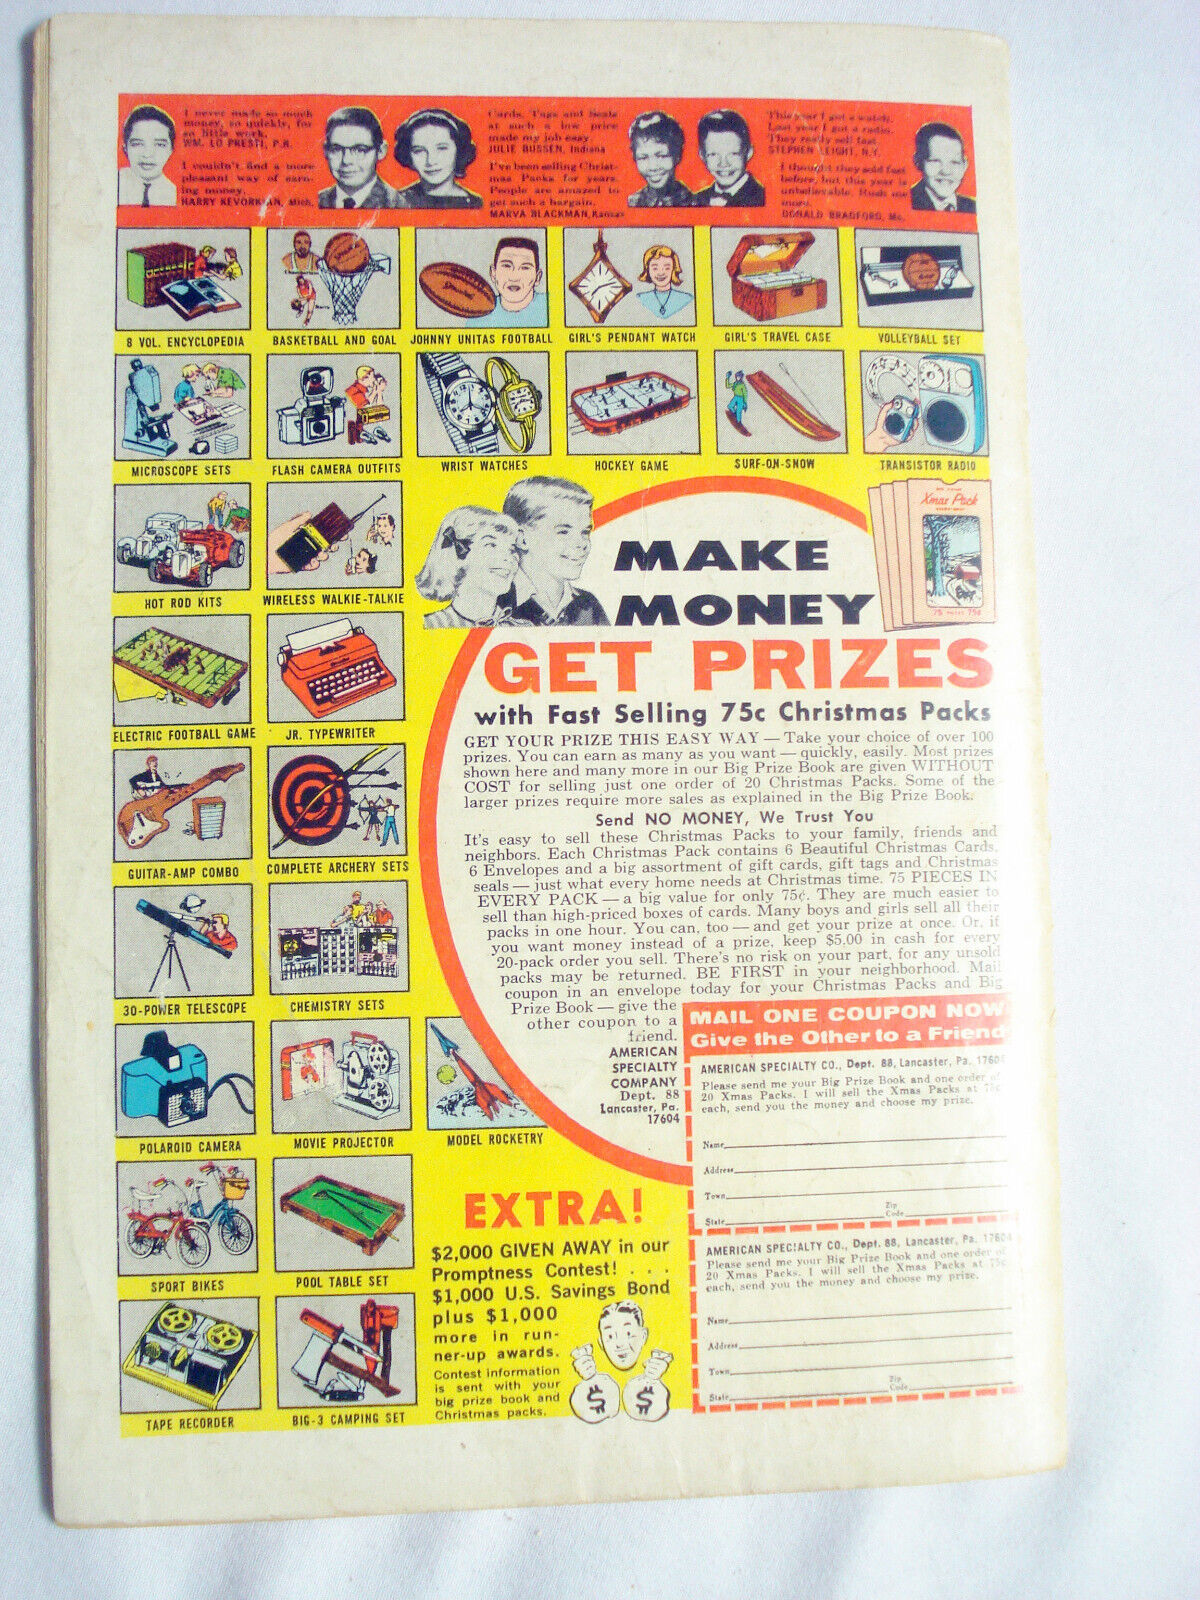 I never made so much
money, so quickly, for
so little work.
WM. LO PRESTI, P.R.
I couldn't find a more
pleasant way of earn-
ing money.
HARRY KEVORKIAN, Mich.
Cards, Tags and Seals
at such a low price
made my job easy.
JULIE BUSSEN, Indiana
I've been selling Christ-
mas Packs for years.
People are amazed to
get such a bargain.
MARVA BLACKMAN, Kansas
This year I got a watch.
Last year I got a radio.
They really sell fast.
STEPHEN LEIGHT, N.Y.
I thought they sold fast
before, but this year is
unbelievable. Rush me
more.
DONALD BRADFORD, Mo.
8 VOL. ENCYCLOPEDIA
BASKETBALL AND GOAL
JOHNNY UNITAS FOOTBALL
GIRL'S PENDANT WATCH
GIRL'S TRAVEL CASE
VOLLEYBALL SET
MICROSCOPE SETS
FLASH CAMERA OUTFITS
WRIST WATCHES
HOCKEY GAME
SURF-ON-SNOW
TRANSISTOR RADIO
HOT ROD KITS
WIRELESS WALKIE-TALKIE
ELECTRIC FOOTBALL GAME
JR. TYPEWRITER
GUITAR-AMP COMBO
COMPLETE ARCHERY SETS
30-POWER TELESCOPE
CHEMISTRY SETS
POLAROID CAMERA
MOVIE PROJECTOR
MODEL ROCKETRY
SPORT BIKES
POOL TABLE SET
TAPE RECORDER
BIG-3 CAMPING SET
Xmas Pack
75 75¢
MAKE
MONEY
GET PRIZES
with Fast Selling 75c Christmas Packs
GET YOUR PRIZE THIS EASY WAY — Take your choice of over 100
prizes. You can earn as many as you want — quickly, easily. Most prizes
shown here and many more in our Big Prize Book are given WITHOUT
COST for selling just one order of 20 Christmas Packs. Some of the
larger prizes require more sales as explained in the Big Prize Book.
Send NO MONEY, We Trust You
It's easy to sell these Christmas Packs to your family, friends and
neighbors. Each Christmas Pack contains 6 Beautiful Christmas Cards,
6 Envelopes and a big assortment of gift cards, gift tags and Christmas
seals — just what every home needs at Christmas time. 75 PIECES IN
EVERY PACK — a big value for only 75¢. They are much easier to
sell than high-priced boxes of cards. Many boys and girls sell all their
packs in one hour. You can, too — and get your prize at once. Or, if
you want money instead of a prize, keep $5.00 in cash for every
20-pack order you sell. There's no risk on your part, for any unsold
packs may be returned. BE FIRST in your neighborhood. Mail
coupon in an envelope today for your Christmas Packs and Big
Prize Book — give the
other coupon to a
friend.
AMERICAN
SPECIALTY
COMPANY
Dept. 88
Lancaster, Pa.
17604
MAIL ONE COUPON NOW
Give the Other to a Friend
AMERICAN SPECIALTY CO., Dept. 88, Lancaster, Pa. 17604
Please send me your Big Prize Book and one order of
20 Xmas Packs. I will sell the Xmas Packs at 75c
each, send you the money and choose my prize.
Name
Address
Town
State Zip Code
AMERICAN SPECIALTY CO., Dept. 88, Lancaster, Pa. 17604
Please send me your Big Prize Book and one order of
20 Xmas Packs. I will sell the Xmas Packs at 75c
each, send you the money and choose my prize.
Name
Address
Town
State Zip Code
EXTRA!
$2,000 GIVEN AWAY in our
Promptness Contest! . . .
$1,000 U.S. Savings Bond
plus $1,000
more in run-
ner-up awards.
Contest information
is sent with your
big prize book and
Christmas packs.
$ $